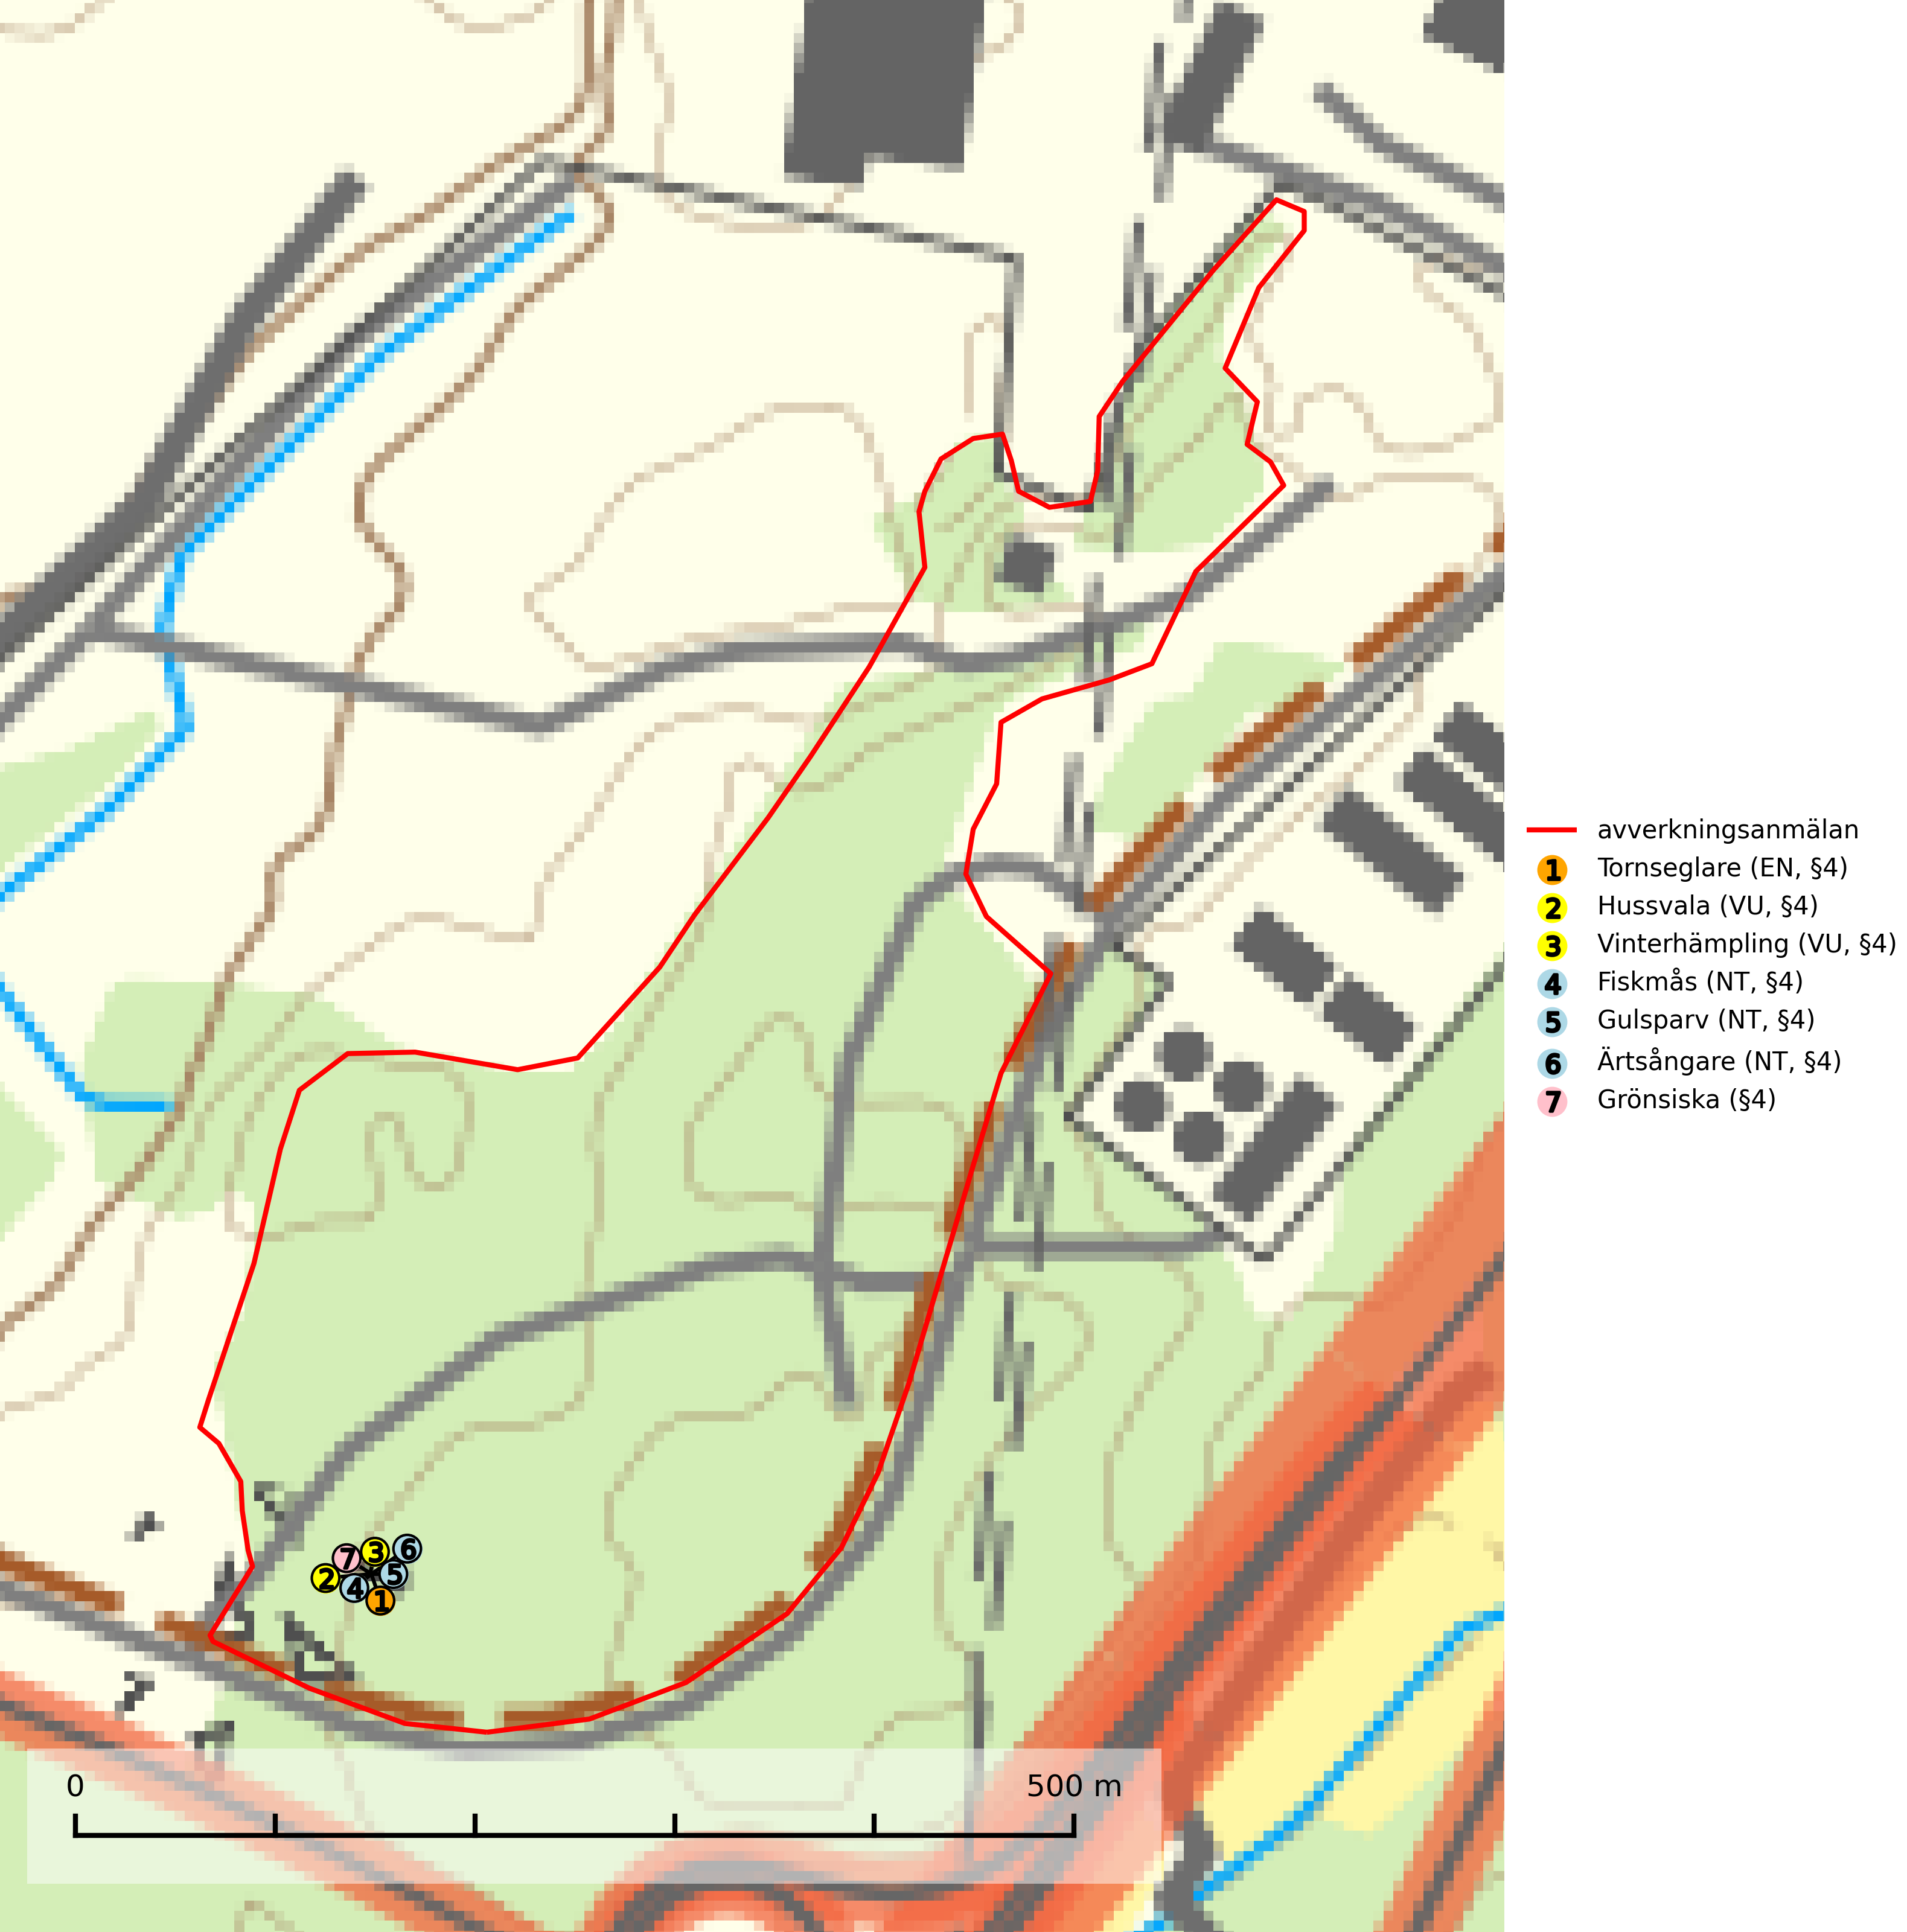 avverkningsanmälan
1 Tornseglare (EN, §4)
2 Hussvala (VU, §4)
3 Vinterhämpling (VU, §4)
4 Fiskmås (NT, §4)
5 Gulsparv (NT, §4)
6 Ärtsångare (NT, §4)
7 Grönsiska (§4)
7 3 6
2 4 5
1
0 500 m